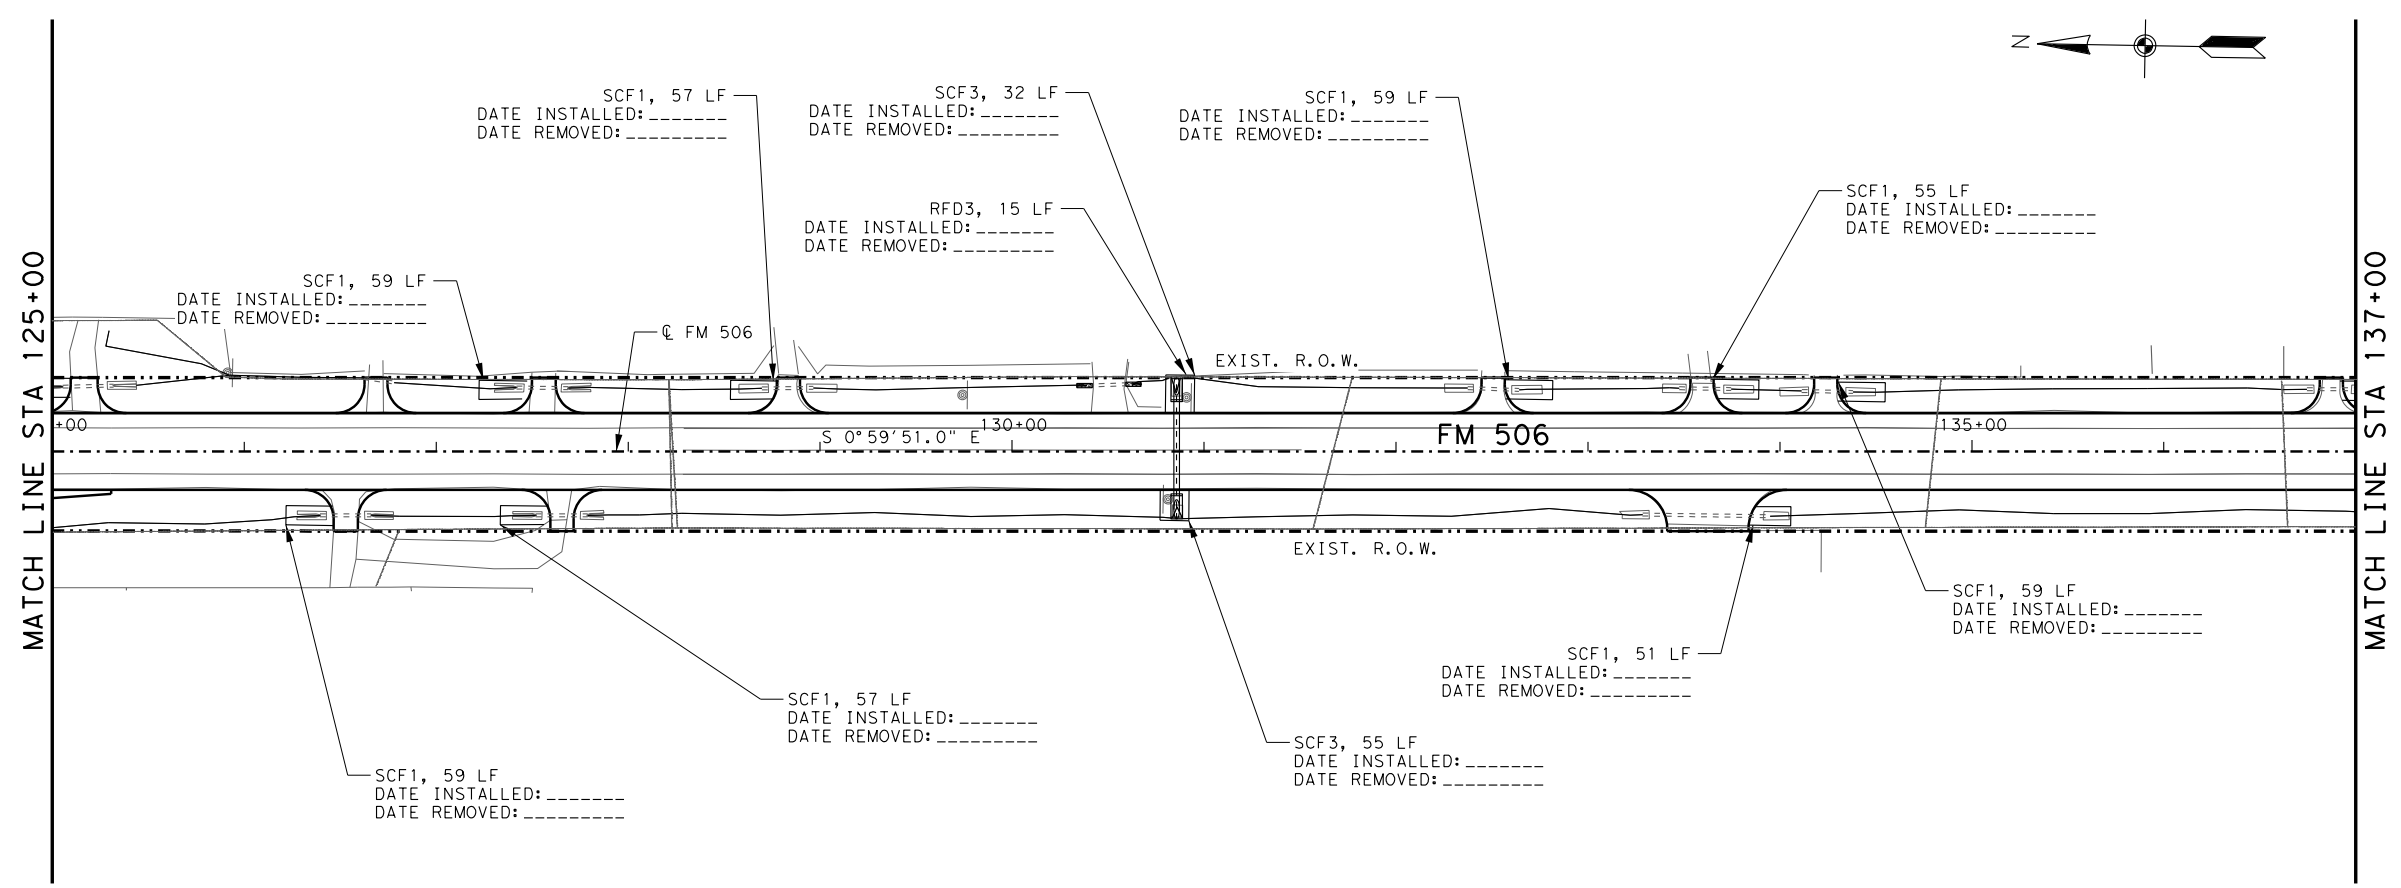 N
SCF1, 57 LF
DATE INSTALLED:_______
DATE REMOVED:_________
SCF3, 32 LF
DATE INSTALLED:_______
DATE REMOVED:_________
SCF1, 59 LF
DATE INSTALLED:_______
DATE REMOVED:_________
RFD3, 15 LF
DATE INSTALLED:_______
DATE REMOVED:_________
SCF1, 55 LF
DATE INSTALLED:_______
DATE REMOVED:_________
SCF1, 59 LF
DATE INSTALLED:_______
DATE REMOVED:_________
℄ FM 506
EXIST. R.O.W.
MATCH LINE STA 125+00
MATCH LINE STA 137+00
+00
130+00
135+00
S 0°59'51.0" E
FM 506
EXIST. R.O.W.
SCF1, 59 LF
DATE INSTALLED:_______
DATE REMOVED:_________
SCF1, 51 LF
DATE INSTALLED:_______
DATE REMOVED:_________
SCF1, 57 LF
DATE INSTALLED:_______
DATE REMOVED:_________
SCF3, 55 LF
DATE INSTALLED:_______
DATE REMOVED:_________
SCF1, 59 LF
DATE INSTALLED:_______
DATE REMOVED:_________